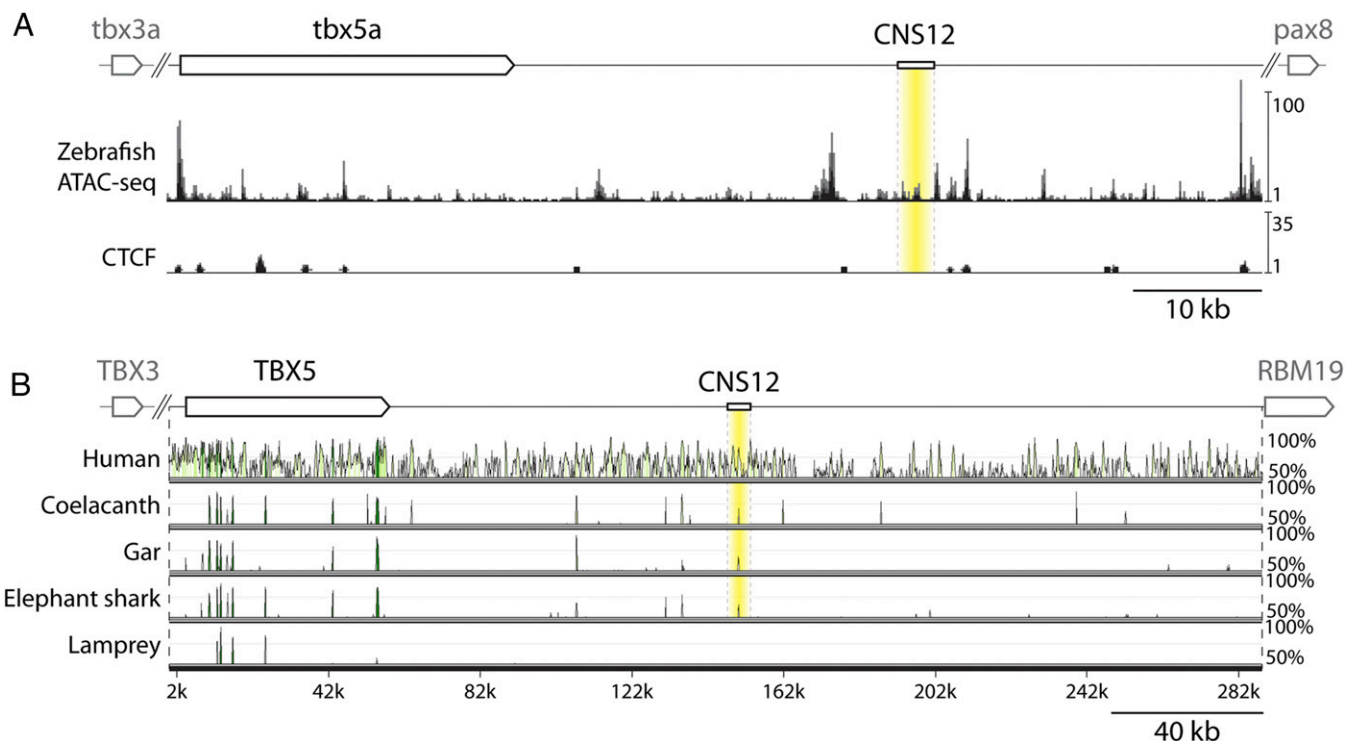 A
tbx3a
tbx5a
CNS12
pax8
Zebrafish
ATAC-seq
100
1
CTCF
35
1
10 kb
B
TBX3
TBX5
CNS12
RBM19
Human
100%
50%
Coelacanth
100%
50%
Gar
100%
50%
Elephant shark
100%
50%
Lamprey
100%
50%
2k 42k 82k 122k 162k 202k 242k 282k
40 kb